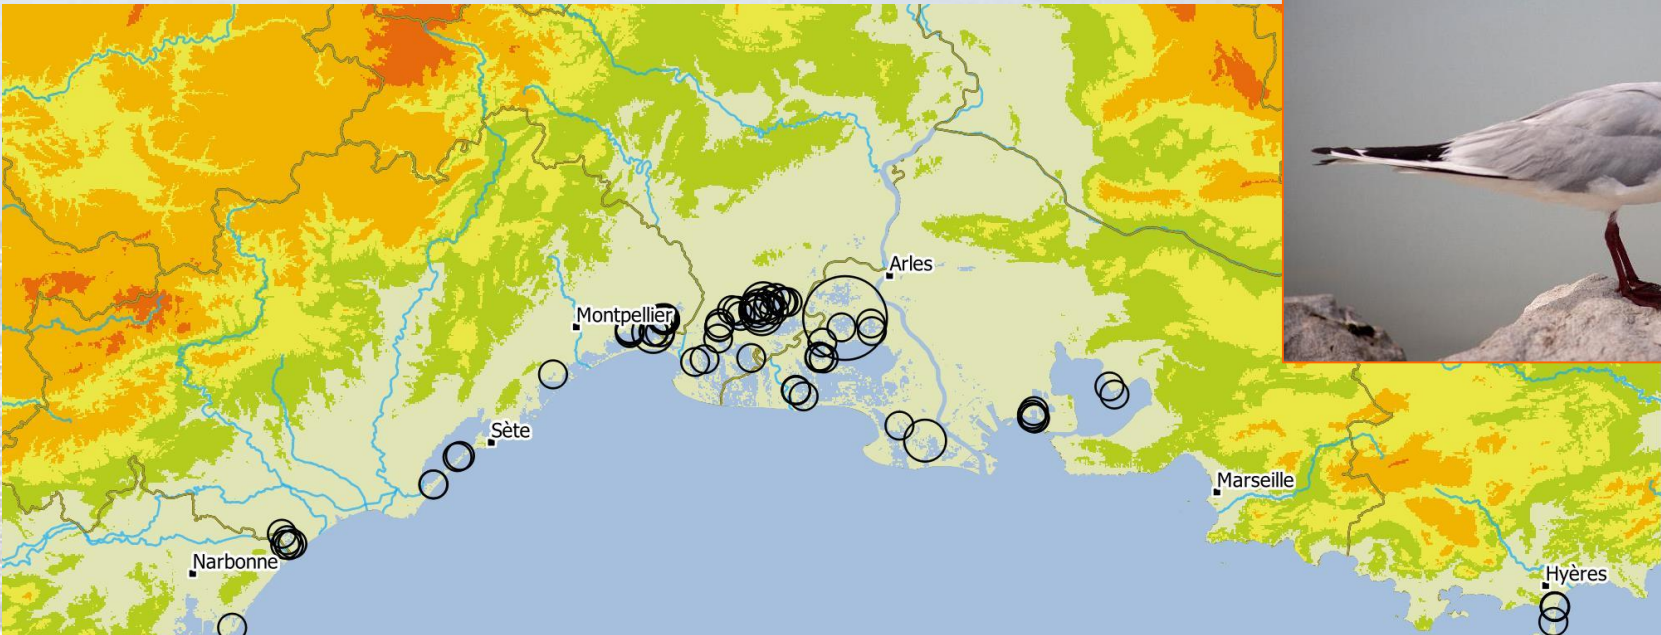 Arles
Montpellier
Sète
Marseille
Narbonne
Hyères